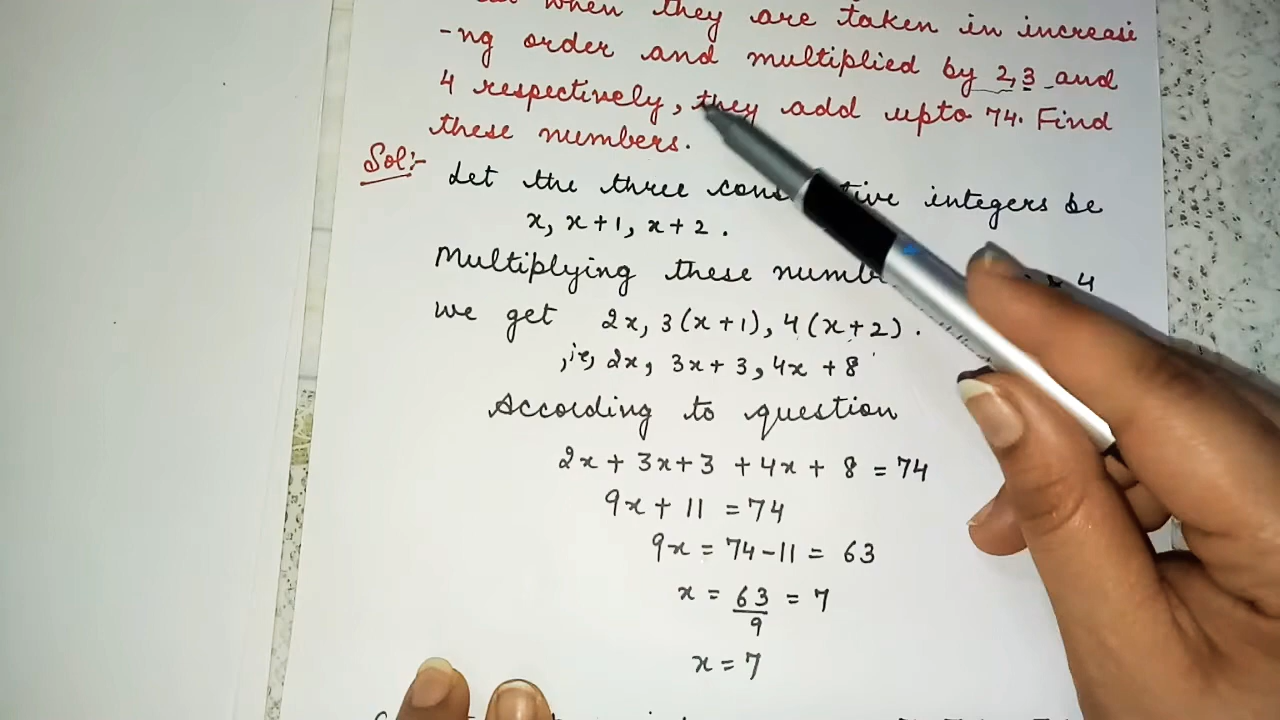 when they are taken in increasi
-ng order and multiplied by 2, 3 and
4 respectively, they add upto 74. Find
these numbers.
Sol:- Let the three integers be
x, x+1, x+2.
Multiplying these 4
we get 2x, 3(x+1), 4(x+2).
,ie, 2x, 3x+3, 4x+8
According to question
2x+3x+3+4x+8=74
9x+11=74
9x=74-11=63
x=63/9=7
x=7